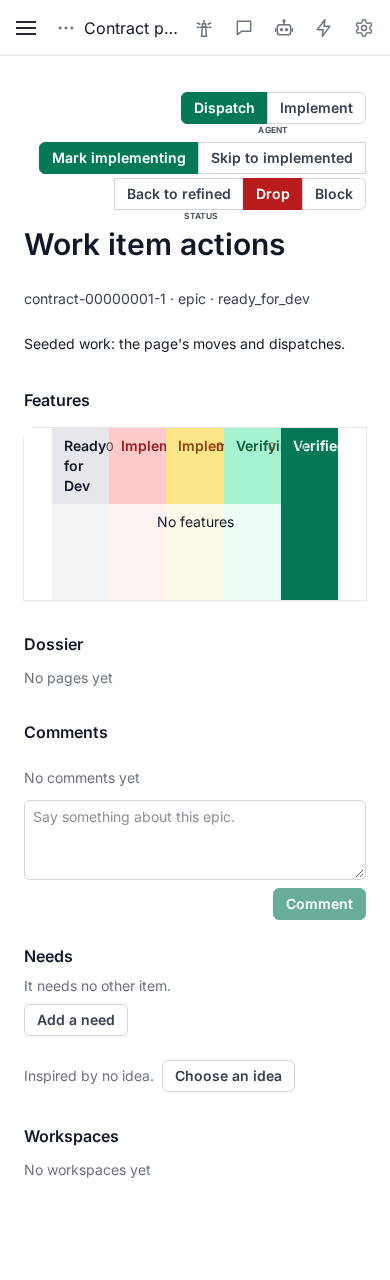 Contract p...
Dispatch Implement
AGENT
Mark implementing Skip to implemented
Back to refined Drop Block
STATUS
Work item actions
contract-00000001-1 · epic · ready_for_dev
Seeded work: the page's moves and dispatches.
Features
Ready for Dev 0
Verified
No features
Dossier
No pages yet
Comments
No comments yet
Say something about this epic.
Comment
Needs
It needs no other item.
Add a need
Inspired by no idea. Choose an idea
Workspaces
No workspaces yet